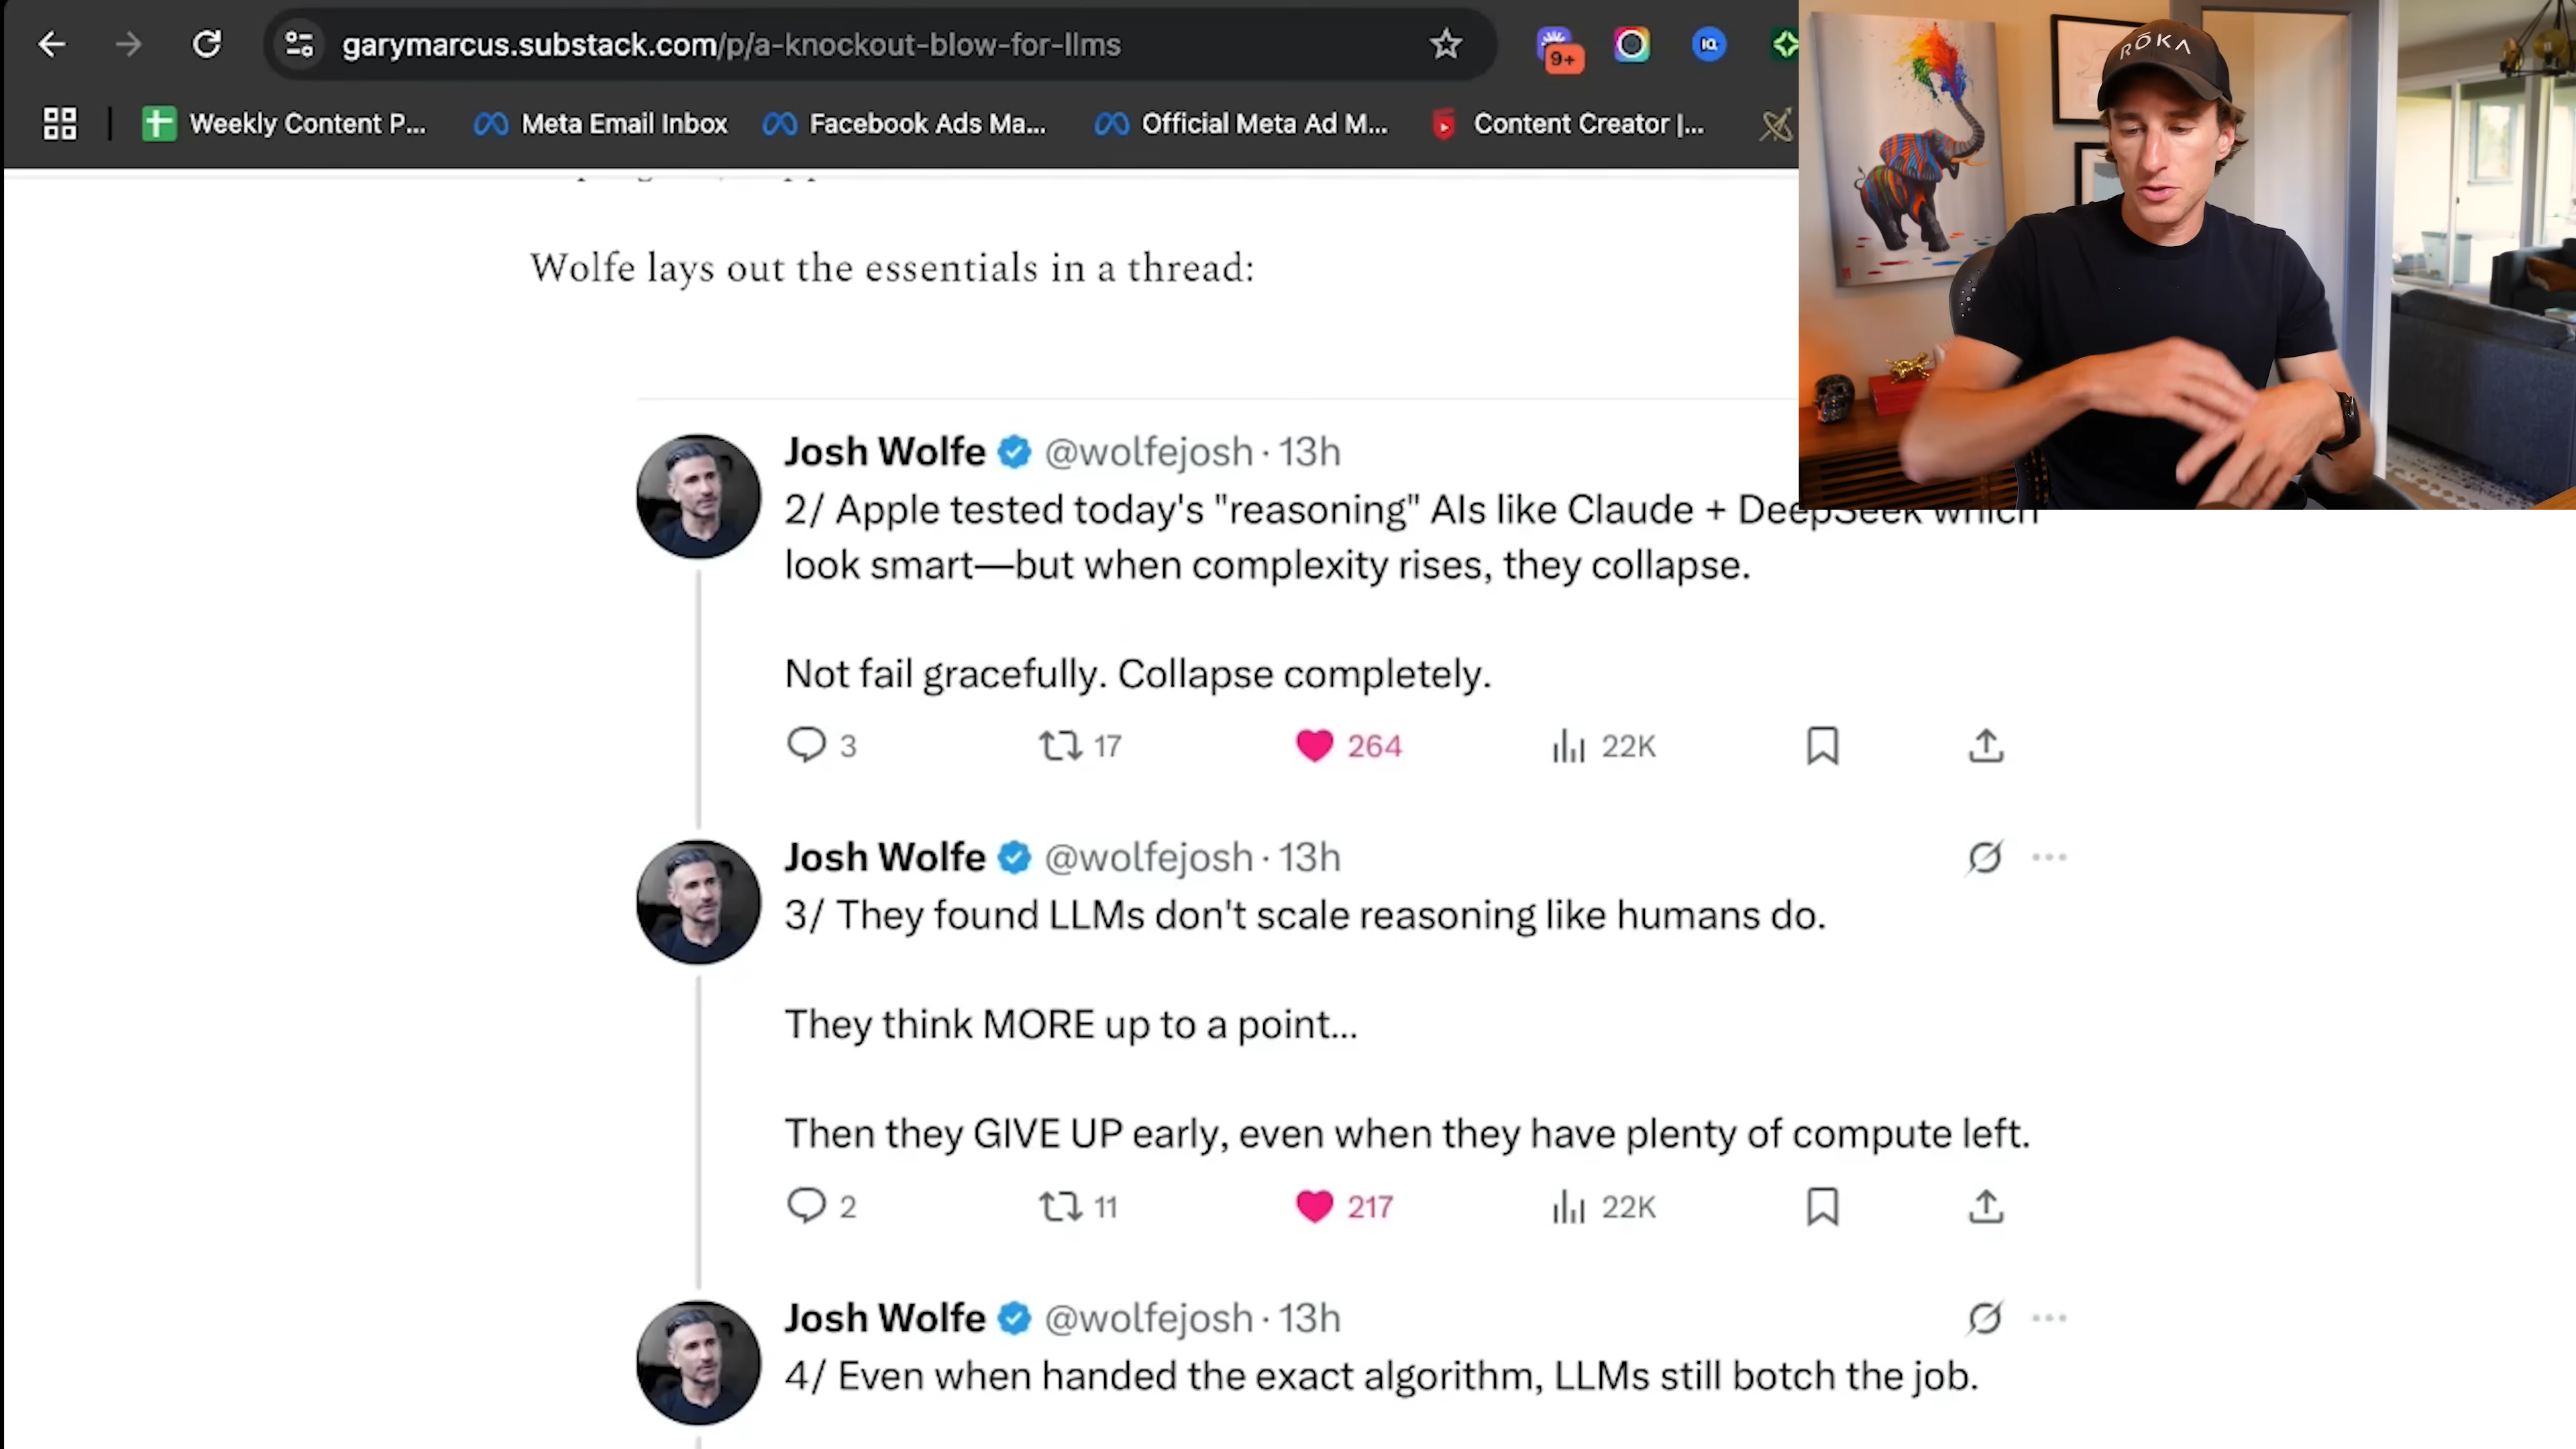 garymarcus.substack.com/p/a-knockout-blow-for-llms
9+
IQ
Weekly Content P...
Meta Email Inbox
Facebook Ads Ma...
Official Meta Ad M...
Content Creator |...
RŌKA
Wolfe lays out the essentials in a thread:
Josh Wolfe @wolfejosh · 13h
2/ Apple tested today's "reasoning" AIs like Claude + DeepSeek which
look smart—but when complexity rises, they collapse.
Not fail gracefully. Collapse completely.
3 17 264 22K
Josh Wolfe @wolfejosh · 13h
3/ They found LLMs don't scale reasoning like humans do.
They think MORE up to a point...
Then they GIVE UP early, even when they have plenty of compute left.
2 11 217 22K
Josh Wolfe @wolfejosh · 13h
4/ Even when handed the exact algorithm, LLMs still botch the job.